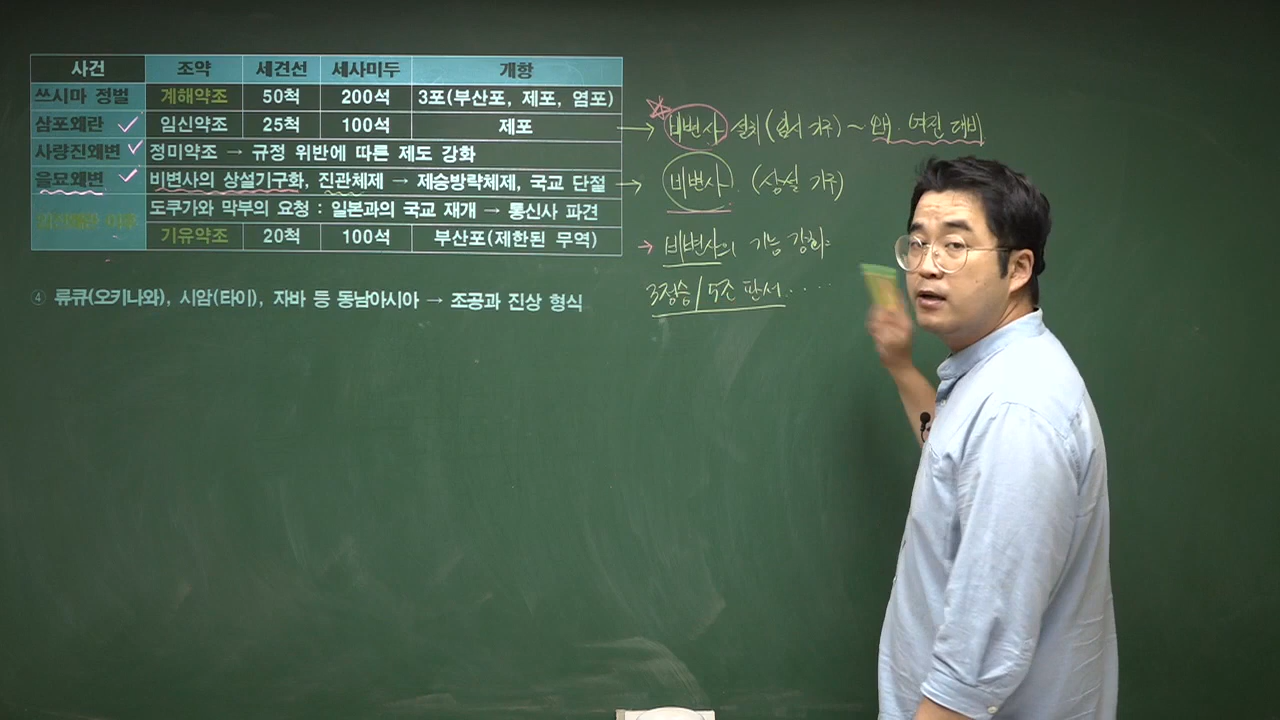 사건 조약 세견선 세사미두 개항
쓰시마 정벌 계해약조 50척 200석 3포(부산포, 제포, 염포)
삼포왜란 임신약조 25척 100석 제포
사량진왜변 정미약조 → 규정 위반에 따른 제도 강화
을묘왜변 비변사의 상설기구화, 진관체제 → 제승방략체제, 국교 단절
임진왜란 이후 도쿠가와 막부의 요청 : 일본과의 국교 재개 → 통신사 파견
기유약조 20척 100석 부산포(제한된 무역)
④ 류큐(오키나와), 시암(타이), 자바 등 동남아시아 → 조공과 진상 형식
→ 비변사 설치 (임시 기구) ~ 왜. 여진 대비
→ 비변사. (상설 기구)
→ 비변사의 기능 강화
3정승 / 5조 판서 . . . .